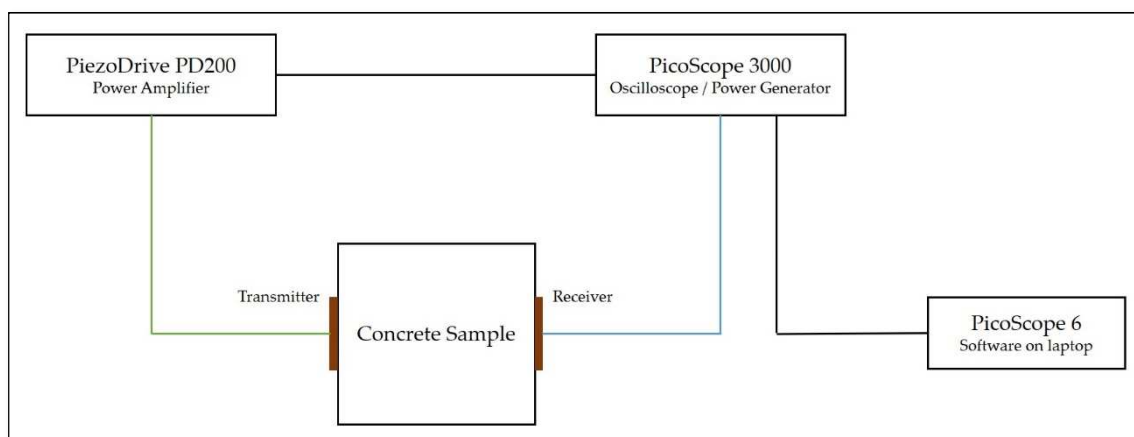 PiezoDrive PD200
Power Amplifier
PicoScope 3000
Oscilloscope / Power Generator
Transmitter
Receiver
Concrete Sample
PicoScope 6
Software on laptop